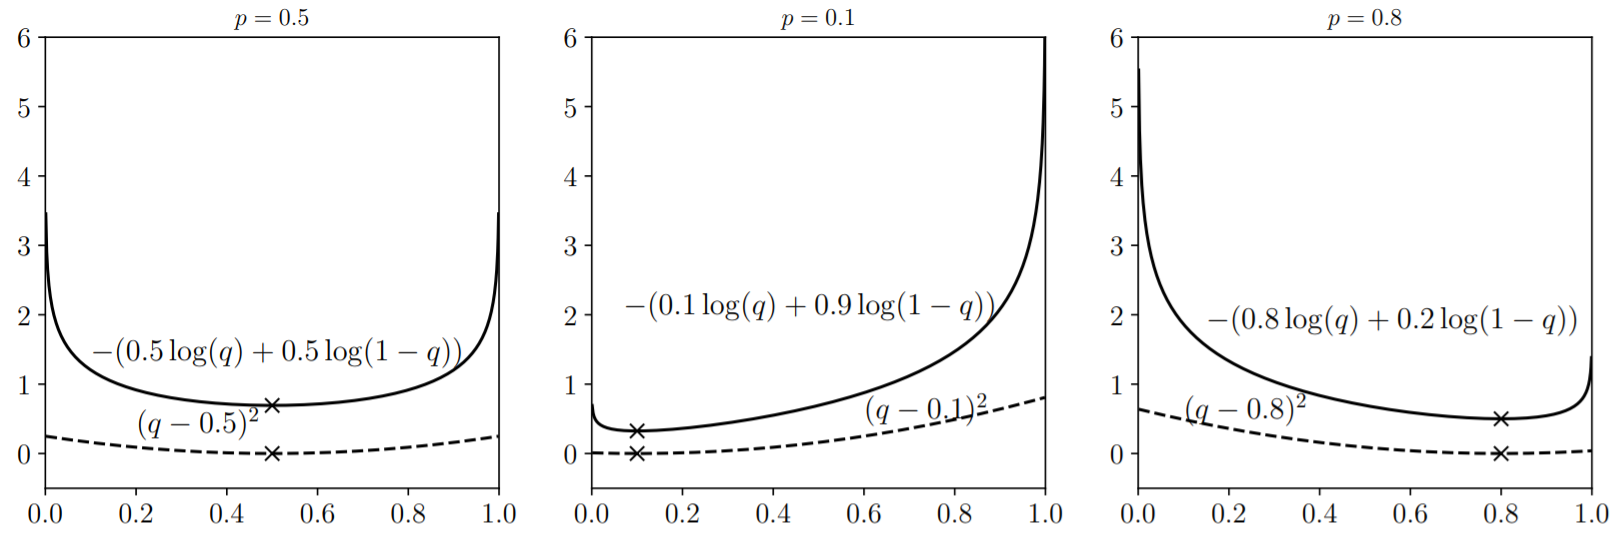 p = 0.5
6
5
4
3
2
1
0
−(0.5 log(q) + 0.5 log(1 − q))
(q − 0.5)²
0.0 0.2 0.4 0.6 0.8 1.0
p = 0.1
6
5
4
3
2
1
0
−(0.1 log(q) + 0.9 log(1 − q))
(q − 0.1)²
0.0 0.2 0.4 0.6 0.8 1.0
p = 0.8
6
5
4
3
2
1
0
−(0.8 log(q) + 0.2 log(1 − q))
(q − 0.8)²
0.0 0.2 0.4 0.6 0.8 1.0